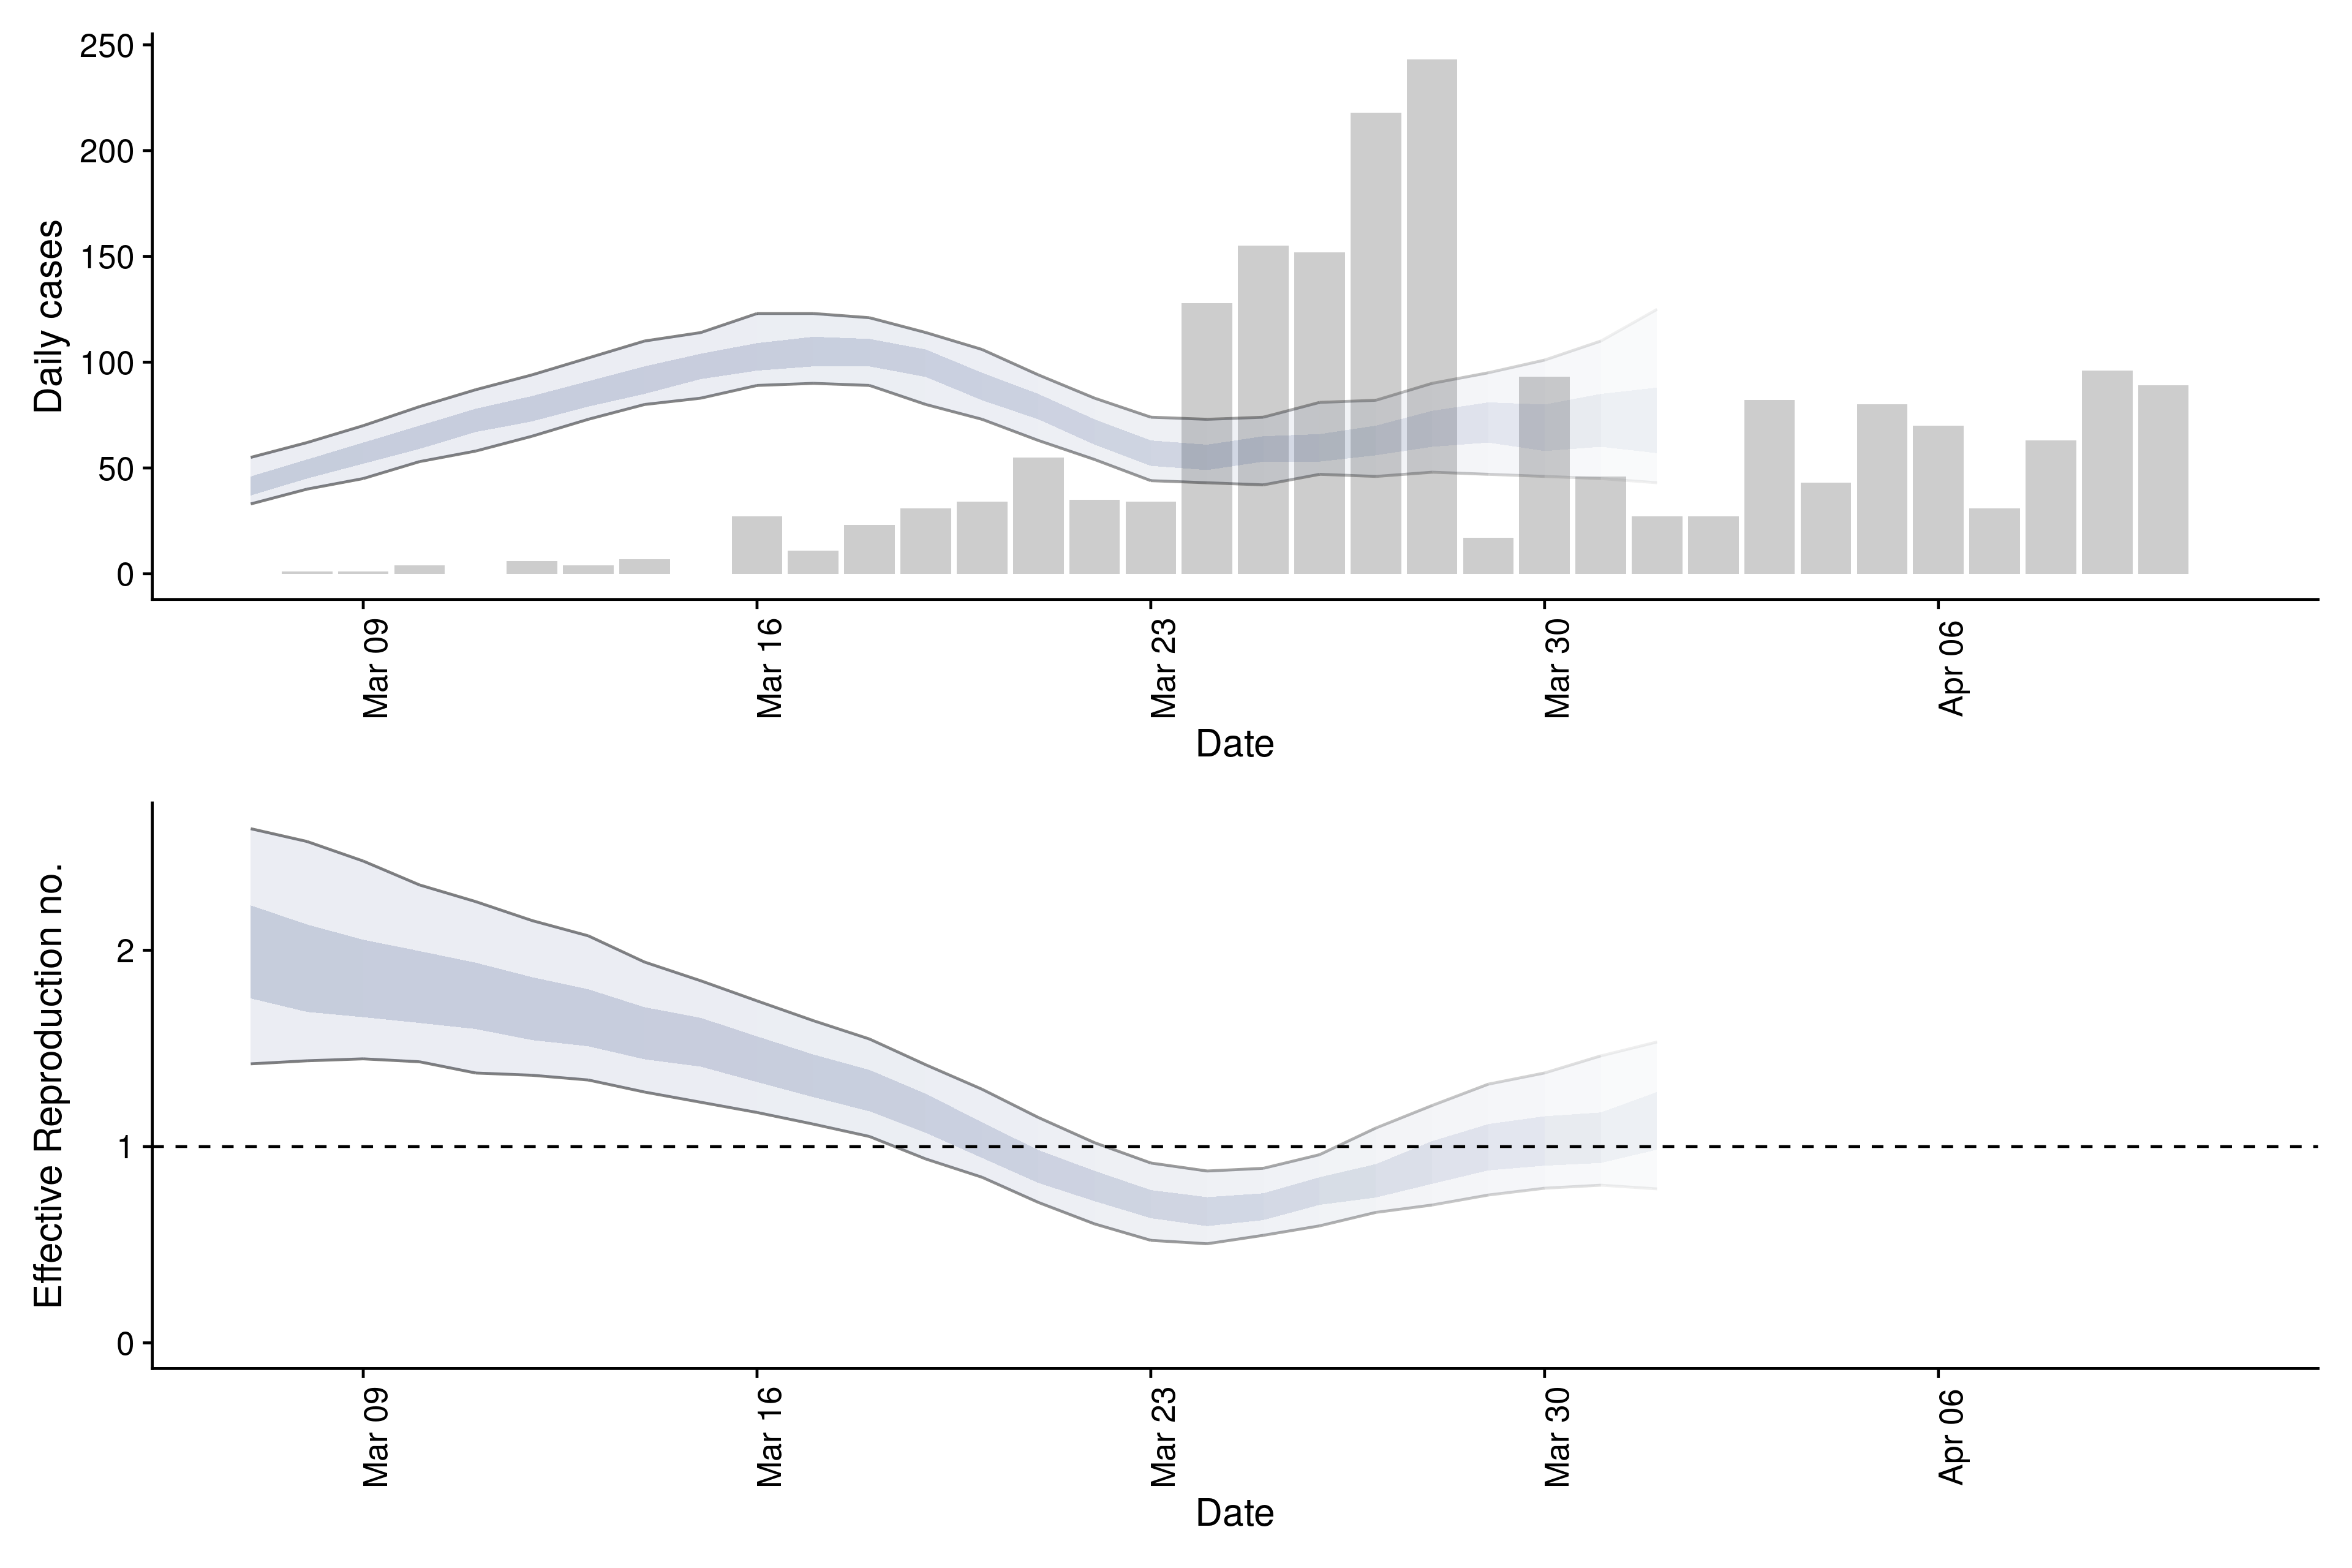 Daily cases
250
200
150
100
50
0
Mar 09
Mar 16
Mar 23
Mar 30
Apr 06
Date
Effective Reproduction no.
2
1
0
Mar 09
Mar 16
Mar 23
Mar 30
Apr 06
Date